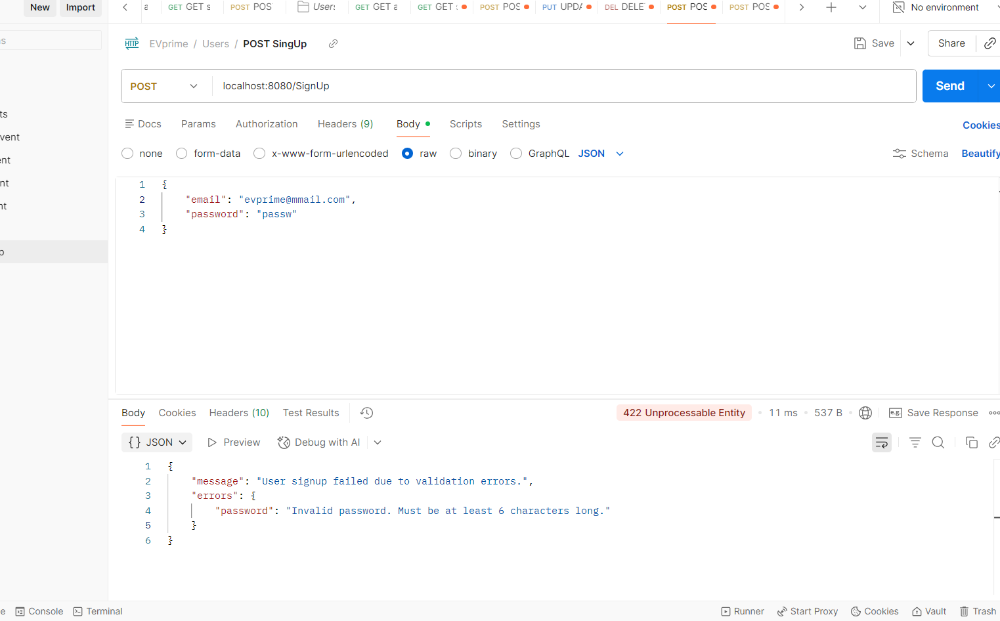 New Import
GET GET s POST POS Users GET GET a GET GET POST POS PUT UPDA DEL DELE POST POS POST POS No environment
HTTP EVprime / Users / POST SingUp Save Share
POST localhost:8080/SignUp Send
Docs Params Authorization Headers (9) Body Scripts Settings Cookies
none form-data x-www-form-urlencoded raw binary GraphQL JSON Schema Beautify
1 {
2 "email": "evprime@mmail.com",
3 "password": "passw"
4 }
s
ts
vent
ent
nt
nt
p
Body Cookies Headers (10) Test Results 422 Unprocessable Entity • 11 ms • 537 B • e.g. Save Response
{} JSON Preview Debug with AI
1 {
2 "message": "User signup failed due to validation errors.",
3 "errors": {
4 "password": "Invalid password. Must be at least 6 characters long."
5 }
6 }
e Console Terminal Runner Start Proxy Cookies Vault Trash